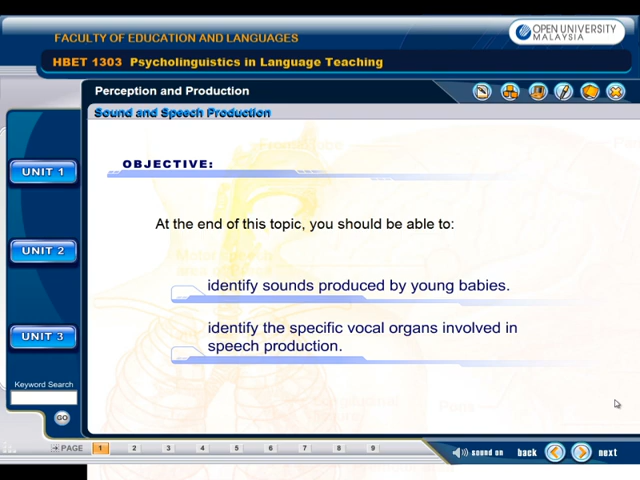 OPEN UNIVERSITY
MALAYSIA
FACULTY OF EDUCATION AND LANGUAGES
HBET 1303 Psycholinguistics in Language Teaching
Perception and Production
Sound and Speech Production
OBJECTIVE:
UNIT 1
At the end of this topic, you should be able to:
UNIT 2
identify sounds produced by young babies.
identify the specific vocal organs involved in
speech production.
UNIT 3
Keyword Search
GO
PAGE 1 2 3 4 5 6 7 8 9
sound on back next